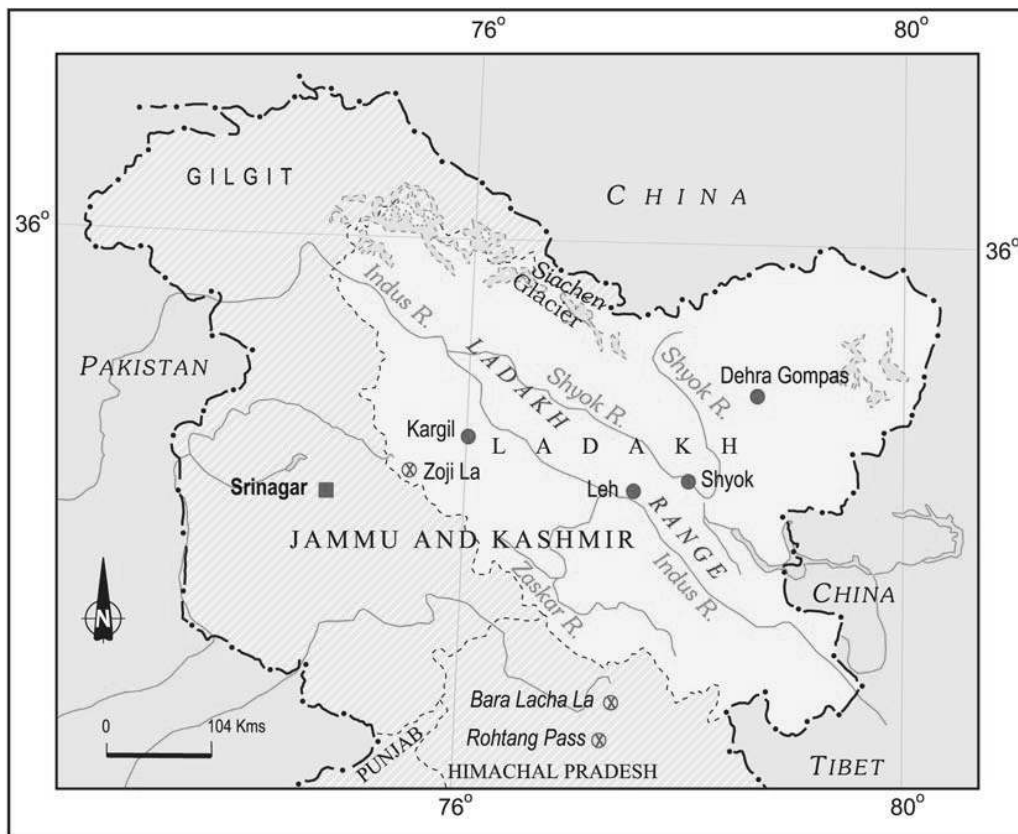 76°
80°
GILGIT
CHINA
36°
36°
Siachen
Glacier
Indus R.
LADAKH
Shyok R.
Shyok R.
PAKISTAN
Dehra Gompas
Kargil
LADAKH
Zoji La
Shyok
Srinagar
Leh
RANGE
JAMMU AND KASHMIR
Zaskar R.
Indus R.
CHINA
N
Bara Lacha La
0
104 Kms
Rohtang Pass
PUNJAB
HIMACHAL PRADESH
TIBET
76°
80°